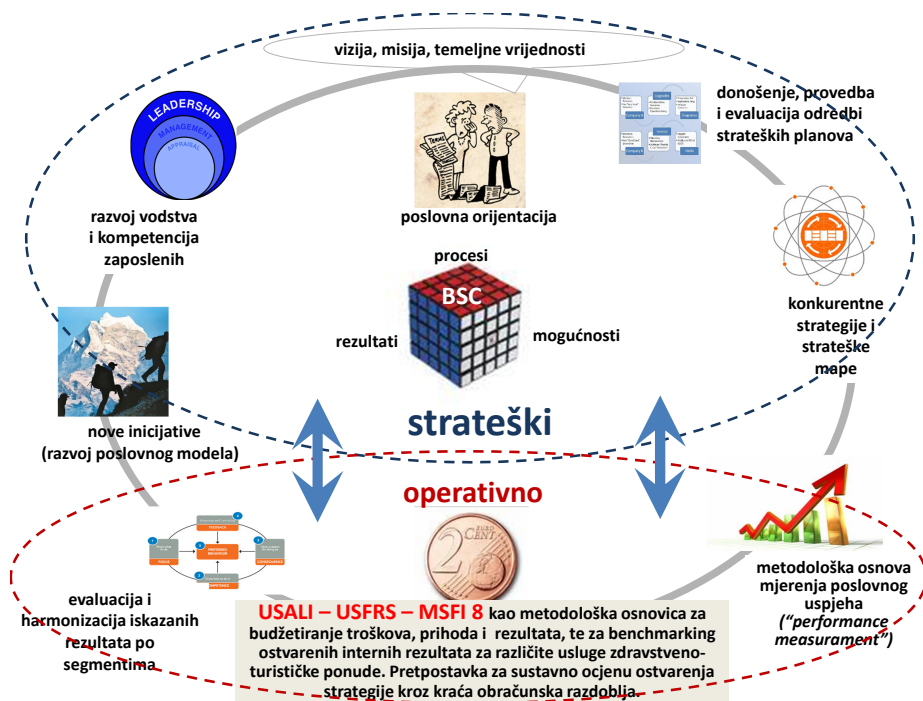 vizija, misija, temeljne vrijednosti
donošenje, provedba
i evaluacija odredbi
strateških planova
LEADERSHIP
MANAGEMENT
APPRAISAL
razvoj vodstva
i kompetencija
zaposlenih
poslovna orijentacija
procesi
BSC
rezultati
mogućnosti
konkurentne
strategije i
strateške
mape
nove inicijative
(razvoj poslovnog modela)
strateški
operativno
2 EURO
CENT
evaluacija i
harmonizacija iskazanih
rezultata po
segmentima
metodološka osnova
mjerenja poslovnog
uspjeha
("performance
measurament")
USALI – USFRS – MSFI 8 kao metodološka osnovica za
budžetiranje troškova, prihoda i rezultata, te za benchmarking
ostvarenih internih rezultata za različite usluge zdravstveno-
turističke ponude. Pretpostavka za sustavno ocjenu ostvarenja
strategije kroz kraća obračunska razdoblja.